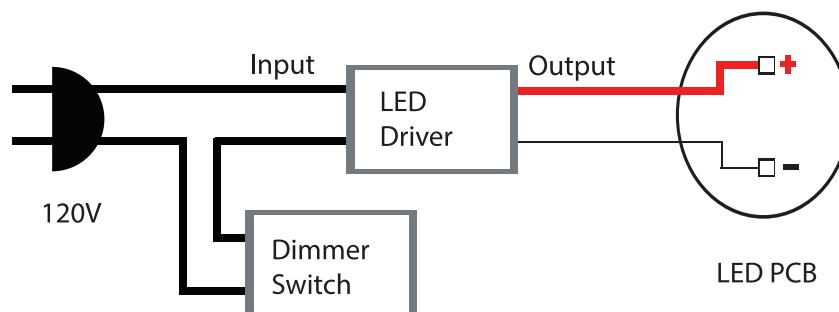 Input
Output
LED
Driver
+
-
120V
Dimmer
Switch
LED PCB